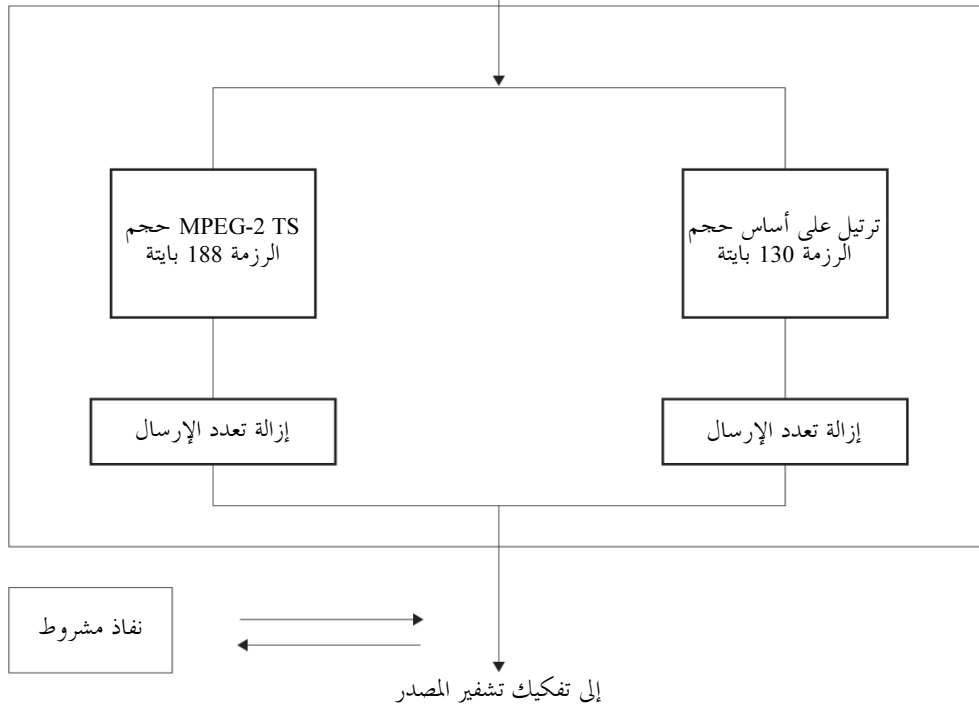 ترتيل على أساس حجم
الرزمة 130 بايتة
MPEG-2 TS حجم
الرزمة 188 بايتة
إزالة تعدد الإرسال
إزالة تعدد الإرسال
نفاذ مشروط
إلى تفكيك تشفير المصدر